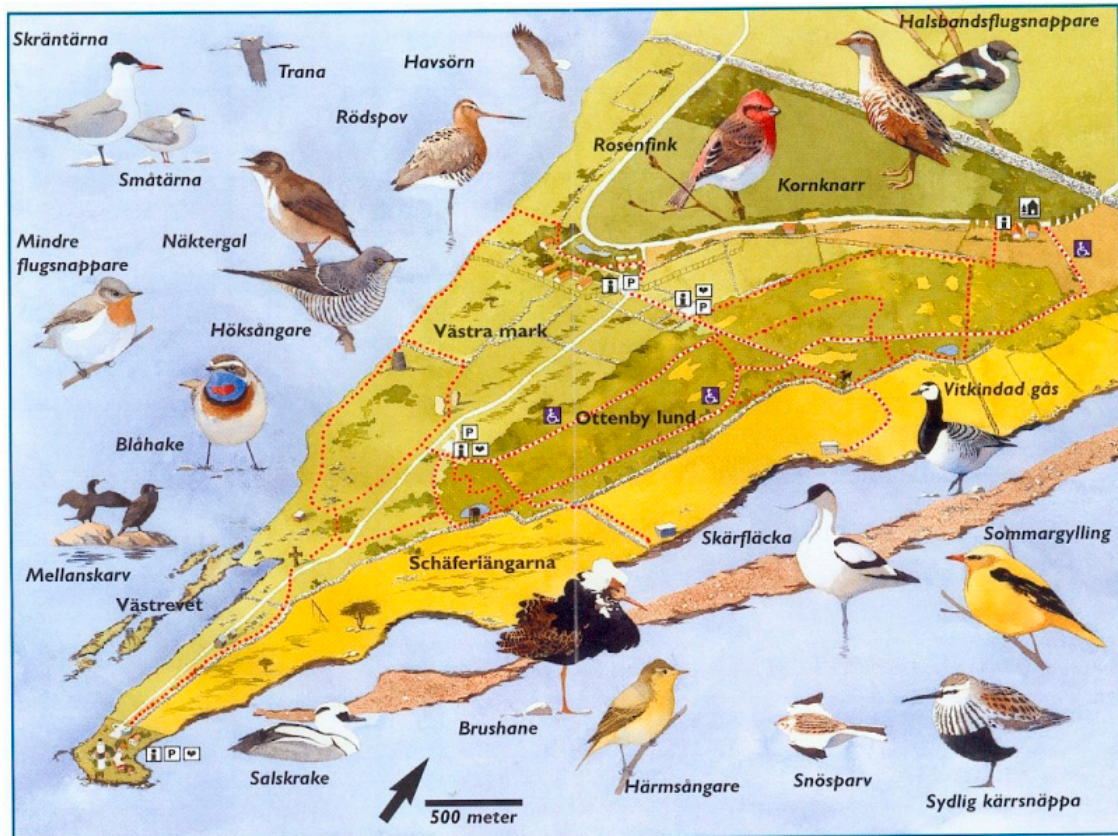 Halsbandsflugsnappare
Skräntärna
Trana
Havsörn
Rödspov
Rosenfink
Småtärna
Kornknarr
Mindre
flugsnappare
Näktergal
P
P
Höksångare
Västra mark
Vitkindad gås
Ottenby lund
P
Blåhake
Skärfläcka
Sommargylling
Schäferiängarna
Mellanskarv
Västrevet
Brushane
P
Salskrake
Härmsångare
Snösparv
Sydlig kärrsnäppa
500 meter